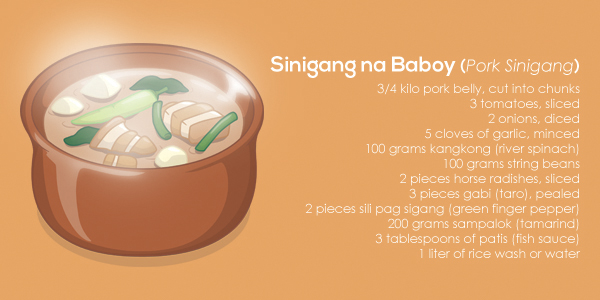 Sinigang na Baboy (Pork Sinigang)
3/4 kilo pork belly, cut into chunks
3 tomatoes, sliced
2 onions, diced
5 cloves of garlic, minced
100 grams kangkong (river spinach)
100 grams string beans
2 pieces horse radishes, sliced
3 pieces gabi (taro), pealed
2 pieces sili pag sigang (green finger pepper)
200 grams sampalok (tamarind)
3 tablespoons of patis (fish sauce)
1 liter of rice wash or water